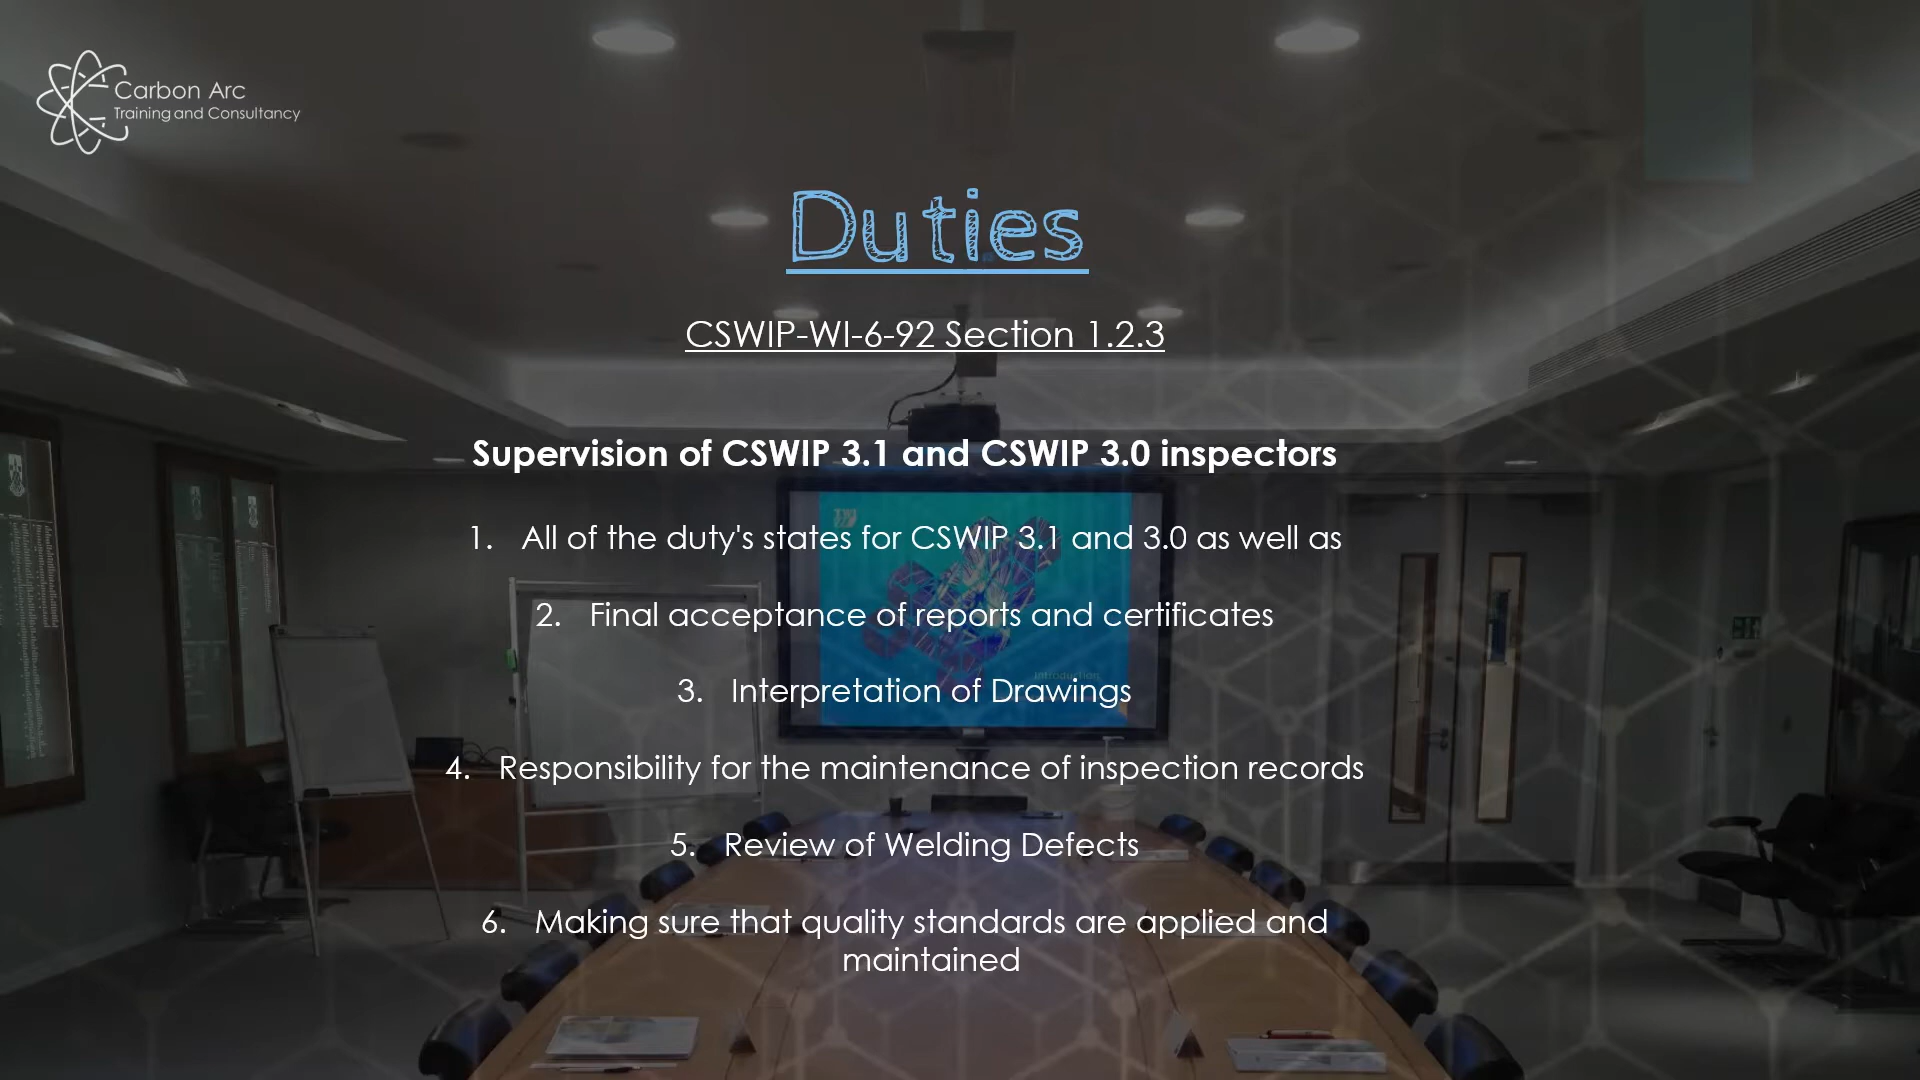 Carbon Arc
Training and Consultancy
Duties
CSWIP-WI-6-92 Section 1.2.3
Supervision of CSWIP 3.1 and CSWIP 3.0 inspectors
1. All of the duty's states for CSWIP 3.1 and 3.0 as well as
2. Final acceptance of reports and certificates
Introduction
3. Interpretation of Drawings
4. Responsibility for the maintenance of inspection records
5. Review of Welding Defects
6. Making sure that quality standards are applied and
maintained